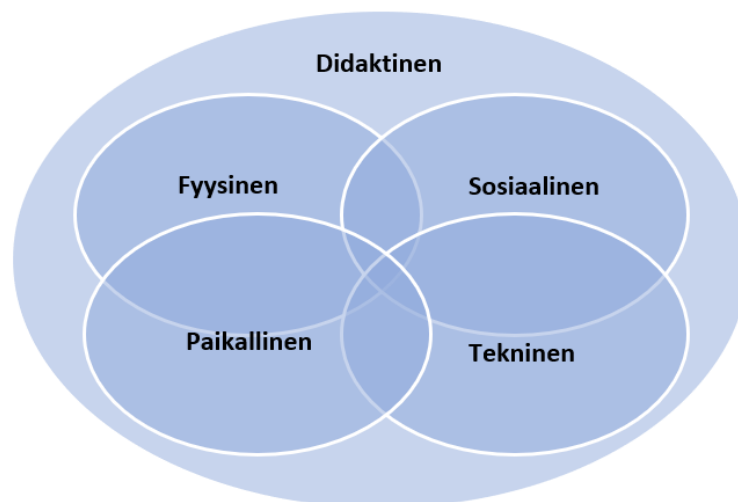 Didaktinen
Fyysinen
Sosiaalinen
Paikallinen
Tekninen